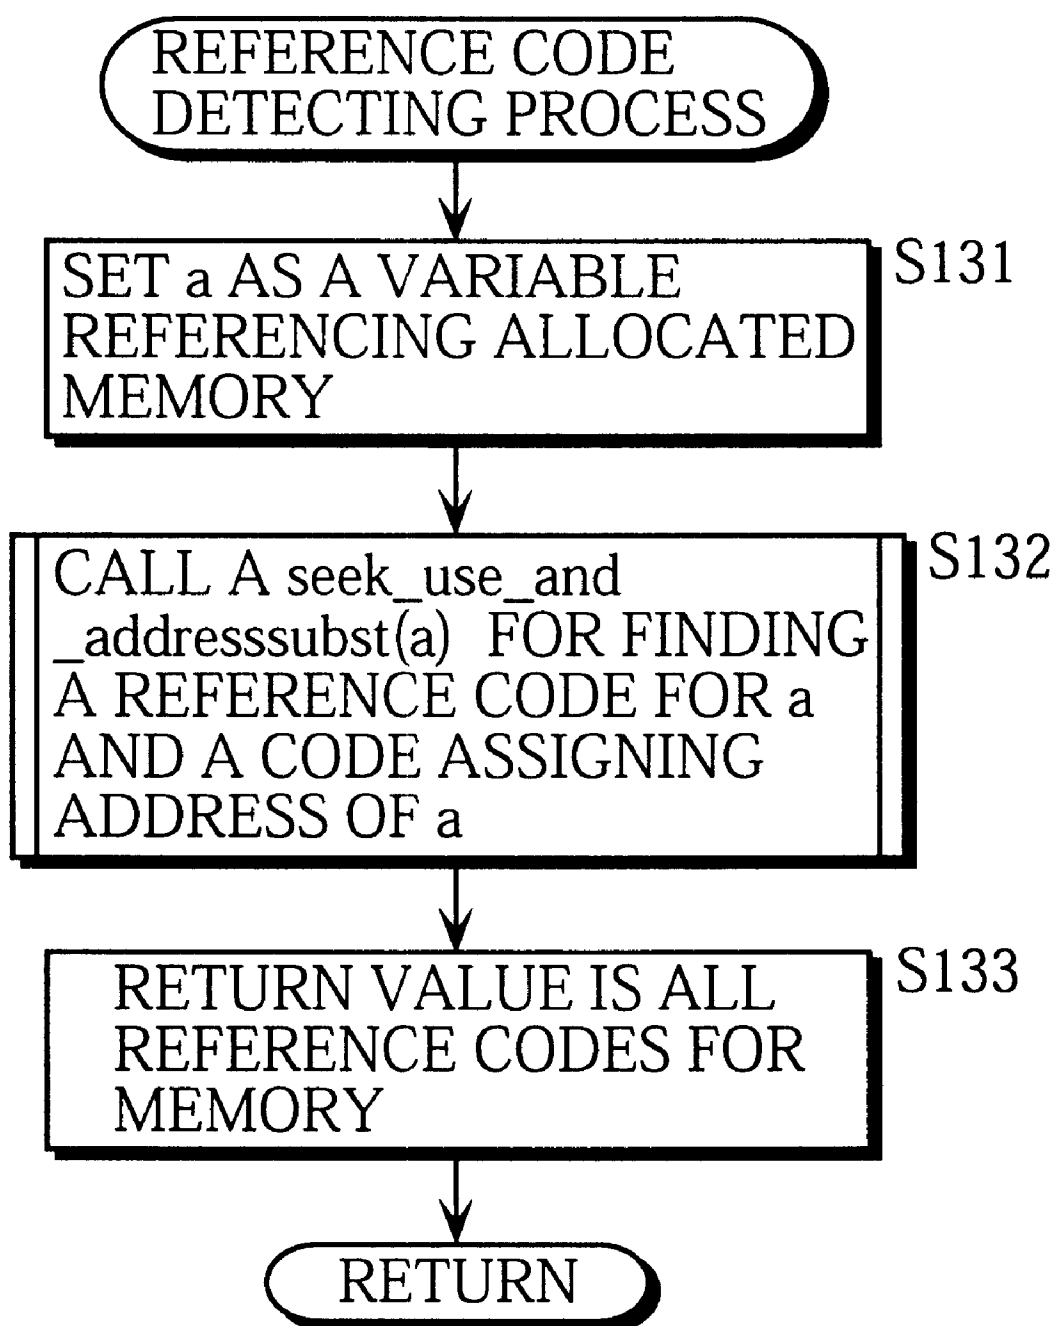 REFERENCE CODE
DETECTING PROCESS
SET a AS A VARIABLE
REFERENCING ALLOCATED
MEMORY
S131
CALL A seek_use_and
_addresssubst(a) FOR FINDING
A REFERENCE CODE FOR a
AND A CODE ASSIGNING
ADDRESS OF a
S132
RETURN VALUE IS ALL
REFERENCE CODES FOR
MEMORY
S133
RETURN